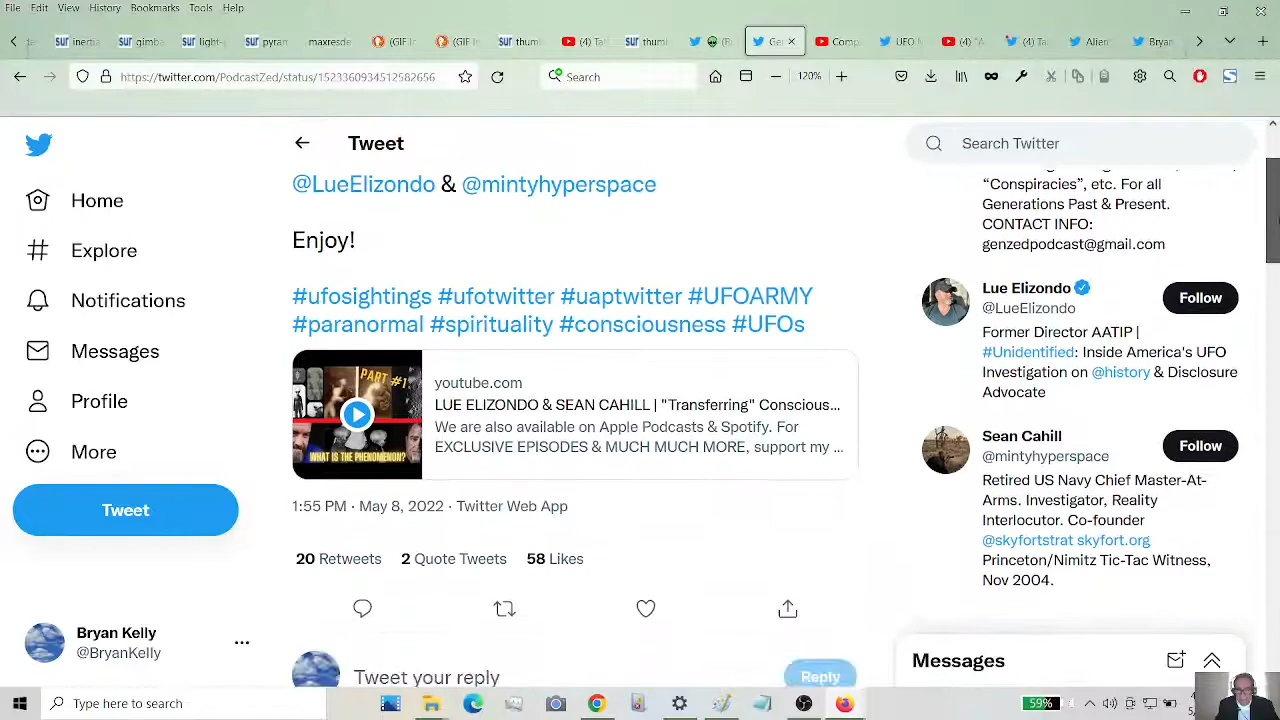 File Edit View History Bookmarks Tools Help
https://twitter.com/PodcastZed/status/1523360934512582656
Search
120%
Tweet
Search Twitter
@LueElizondo & @mintyhyperspace
Enjoy!
#ufosightings #ufotwitter #uaptwitter #UFOARMY
#paranormal #spirituality #consciousness #UFOs
PART #1
WHAT IS THE PHENOMENON?
youtube.com
LUE ELIZONDO & SEAN CAHILL | "Transferring" Conscious...
We are also available on Apple Podcasts & Spotify. For
EXCLUSIVE EPISODES & MUCH MUCH MORE, support my ...
1:55 PM · May 8, 2022 · Twitter Web App
20 Retweets 2 Quote Tweets 58 Likes
Tweet your reply
Reply
Home
Explore
Notifications
Messages
Profile
More
Tweet
Bryan Kelly
@BryanKelly
“Conspiracies”, etc. For all
Generations Past & Present.
CONTACT INFO:
genzedpodcast@gmail.com
Lue Elizondo
@LueElizondo
Follow
Former Director AATIP |
#Unidentified: Inside America's UFO
Investigation on @history & Disclosure
Advocate
Sean Cahill
@mintyhyperspace
Follow
Retired US Navy Chief Master-At-
Arms. Investigator, Reality
Interlocutor. Co-founder
@skyfortstrat skyfort.org
Princeton/Nimitz Tic-Tac Witness,
Nov 2004.
Messages
Type here to search
59%